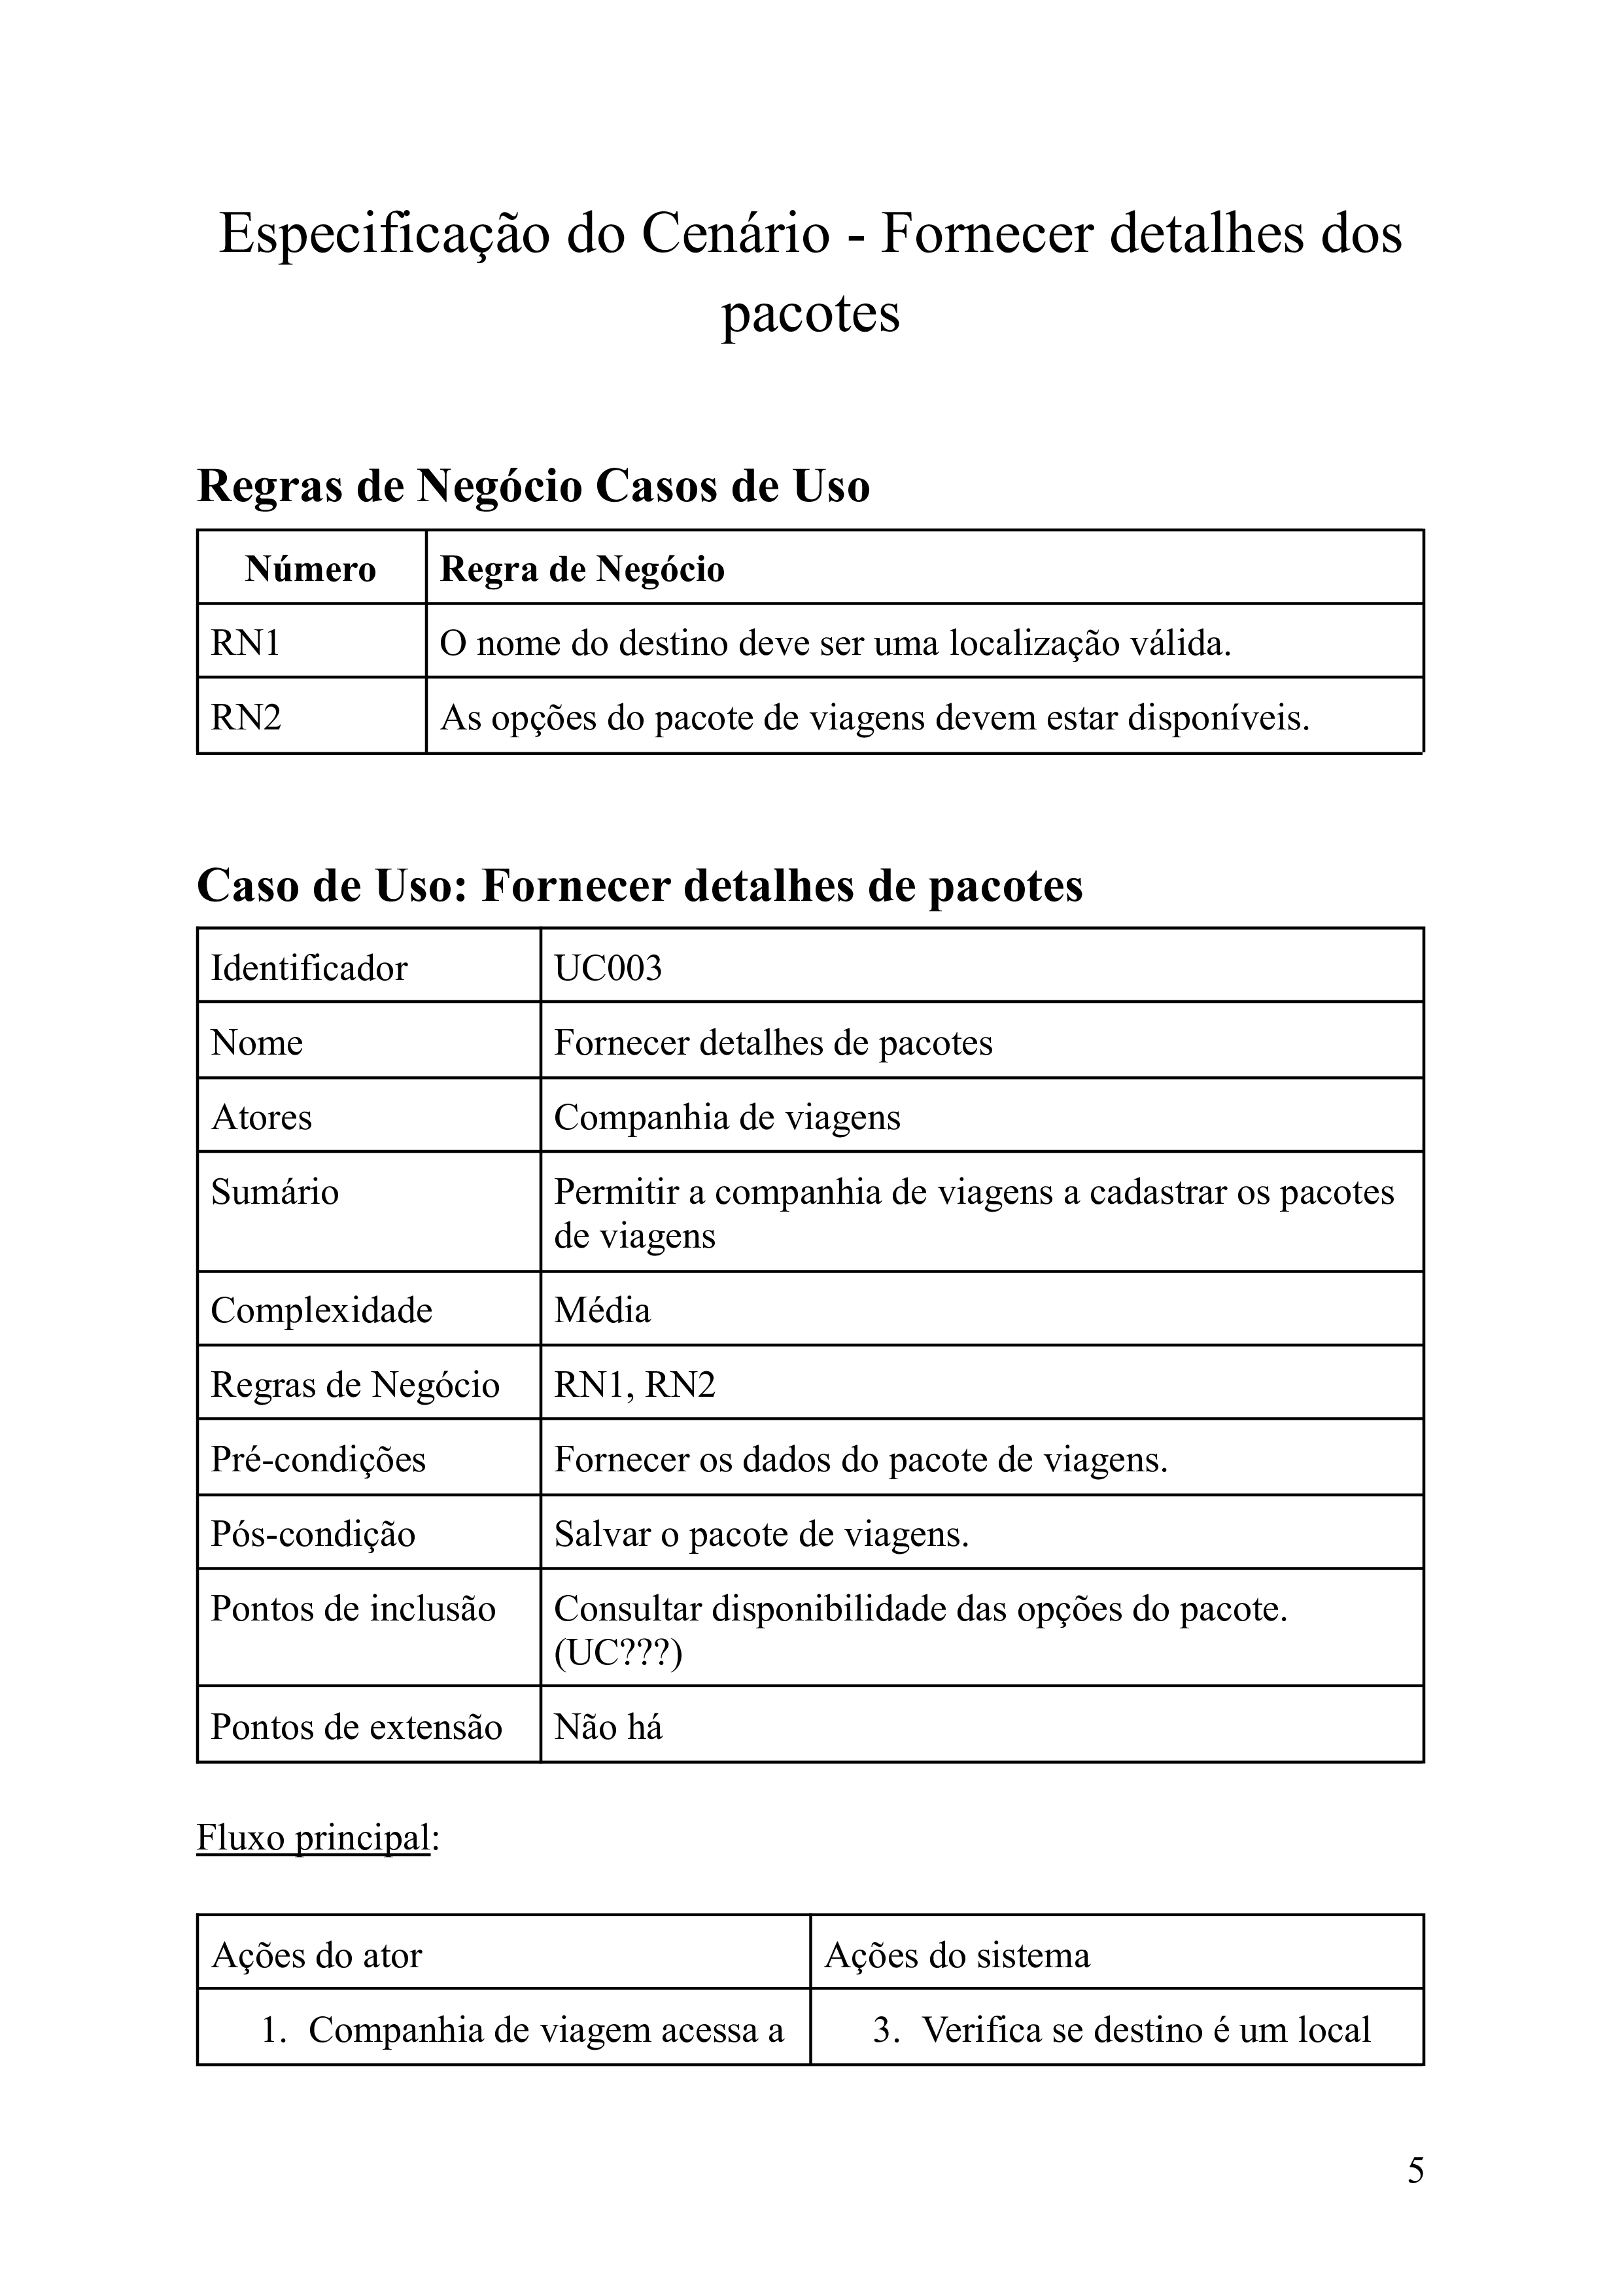 Especificação do Cenário - Fornecer detalhes dos
pacotes
Regras de Negócio Casos de Uso
Número Regra de Negócio
RN1 O nome do destino deve ser uma localização válida.
RN2 As opções do pacote de viagens devem estar disponíveis.
Caso de Uso: Fornecer detalhes de pacotes
Identificador UC003
Nome Fornecer detalhes de pacotes
Atores Companhia de viagens
Sumário Permitir a companhia de viagens a cadastrar os pacotes
de viagens
Complexidade Média
Regras de Negócio RN1, RN2
Pré-condições Fornecer os dados do pacote de viagens.
Pós-condição Salvar o pacote de viagens.
Pontos de inclusão Consultar disponibilidade das opções do pacote.
(UC???)
Pontos de extensão Não há
Fluxo principal:
Ações do ator Ações do sistema
1. Companhia de viagem acessa a 3. Verifica se destino é um local
5